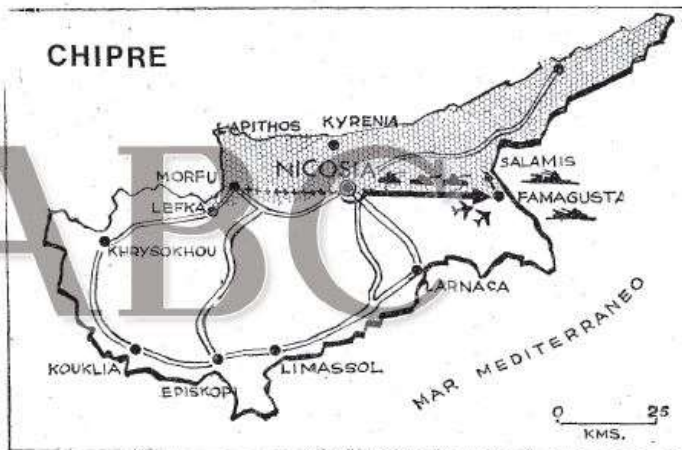 CHIPRE
LAPITHOS
KYRENIA
MORFU
NICOSIA
SALAMIS
LEFKA
FAMAGUSTA
KHRYSOKHOU
LARNACA
KOUKLIA
EPISKOPI
LIMASSOL
MAR MEDITERRANEO
0 25
KMS.
ABC